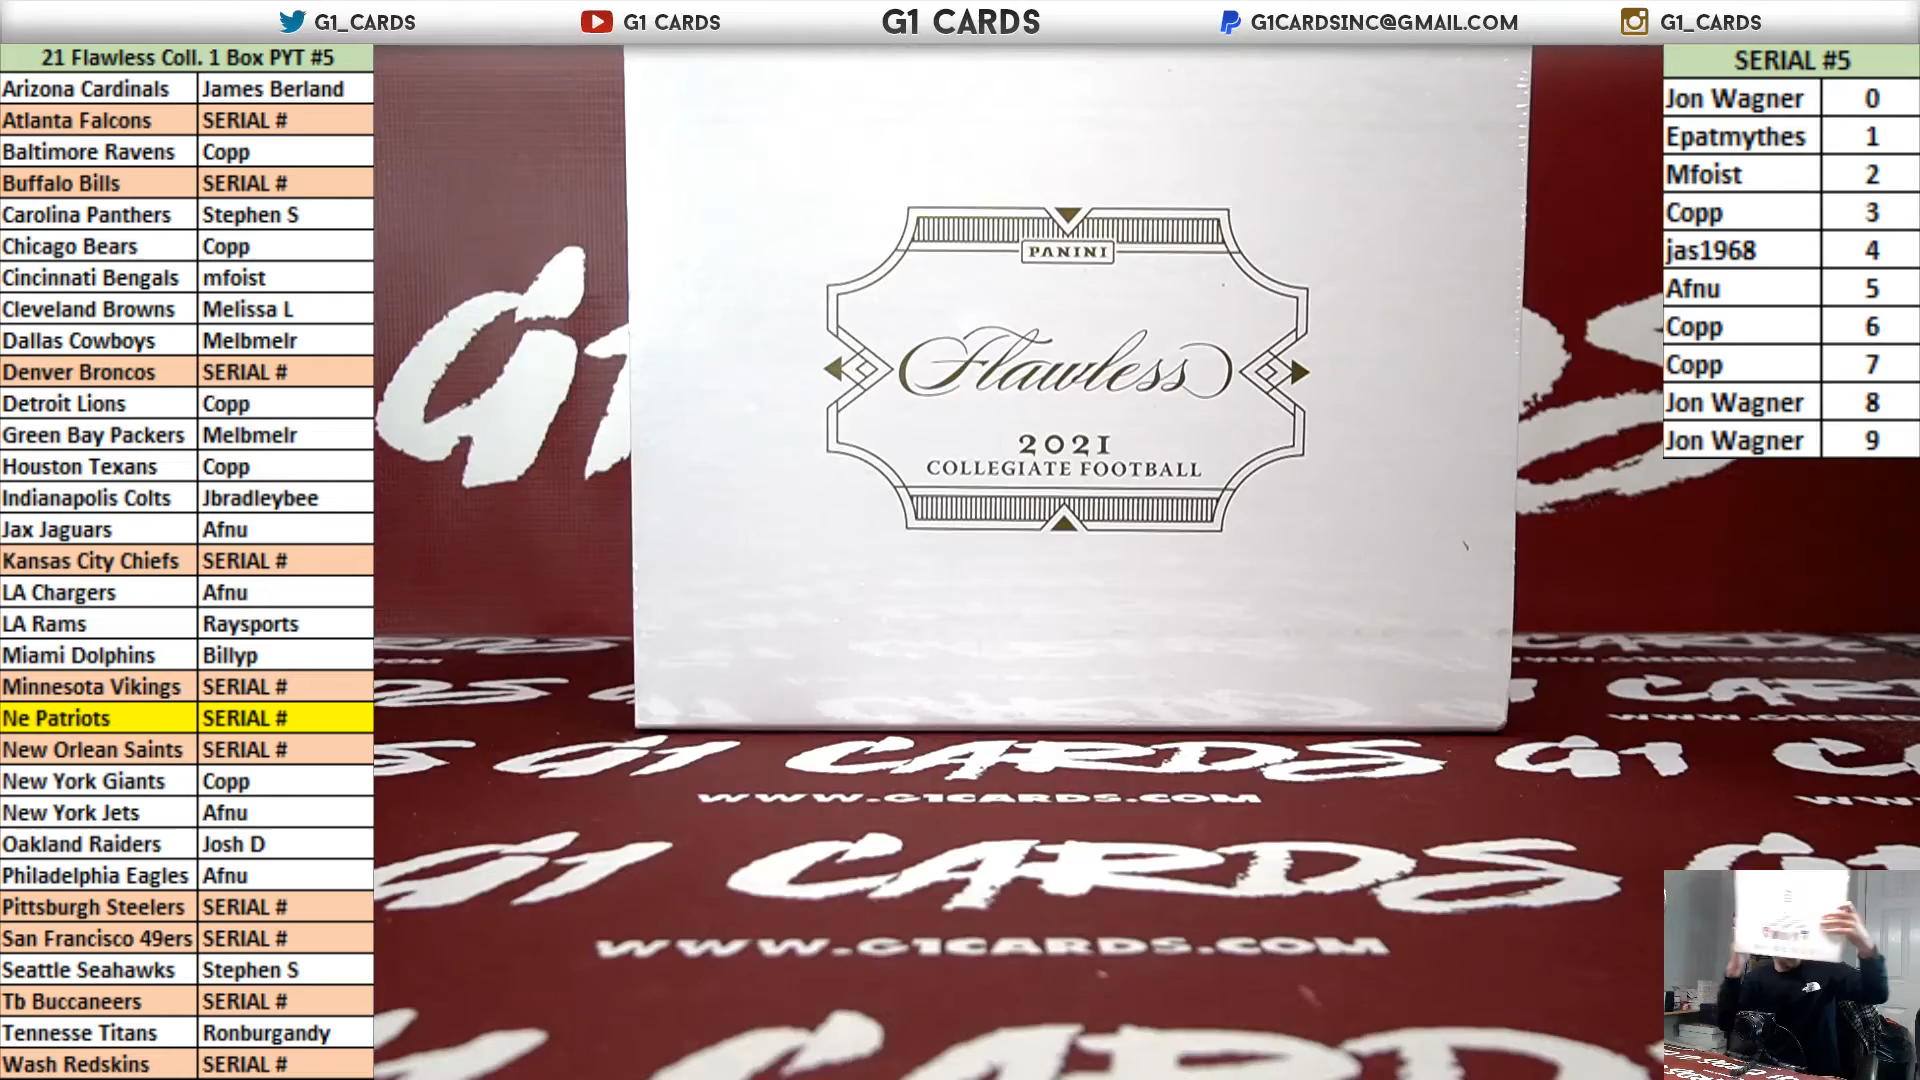 G1_CARDS G1 CARDS G1 CARDS G1CARDSINC@GMAIL.COM G1_CARDS
21 Flawless Coll. 1 Box PYT #5
Arizona Cardinals James Berland
Atlanta Falcons SERIAL #
Baltimore Ravens Copp
Buffalo Bills SERIAL #
Carolina Panthers Stephen S
Chicago Bears Copp
Cincinnati Bengals mfoist
Cleveland Browns Melissa L
Dallas Cowboys Melbmelr
Denver Broncos SERIAL #
Detroit Lions Copp
Green Bay Packers Melbmelr
Houston Texans Copp
Indianapolis Colts Jbradleybee
Jax Jaguars Afnu
Kansas City Chiefs SERIAL #
LA Chargers Afnu
LA Rams Raysports
Miami Dolphins Billyp
Minnesota Vikings SERIAL #
Ne Patriots SERIAL #
New Orlean Saints SERIAL #
New York Giants Copp
New York Jets Afnu
Oakland Raiders Josh D
Philadelphia Eagles Afnu
Pittsburgh Steelers SERIAL #
San Francisco 49ers SERIAL #
Seattle Seahawks Stephen S
Tb Buccaneers SERIAL #
Tennesse Titans Ronburgandy
Wash Redskins SERIAL #
PANINI
Flawless
2021
COLLEGIATE FOOTBALL
G1
G1 CARDS G1
WWW.G1CARDS.COM
G1 CARDS
WWW.G1CARDS.COM
SERIAL #5
Jon Wagner 0
Epatmythes 1
Mfoist 2
Copp 3
jas1968 4
Afnu 5
Copp 6
Copp 7
Jon Wagner 8
Jon Wagner 9